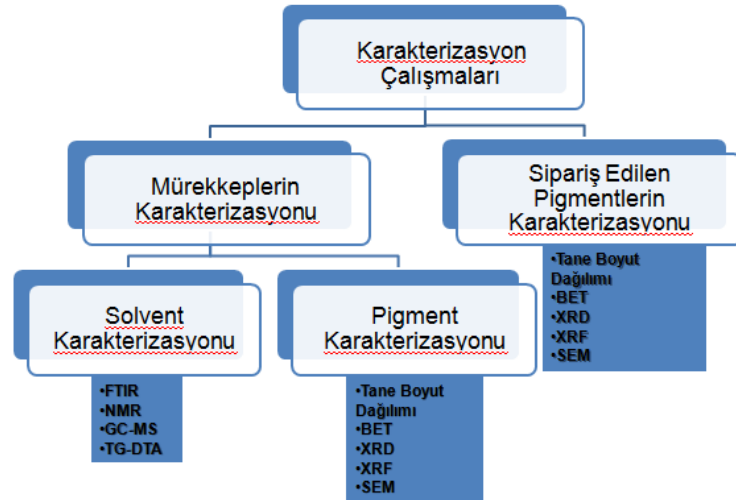 Karakterizasyon
Çalışmaları
Mürekkeplerin
Karakterizasyonu
Sipariş Edilen
Pigmentlerin
Karakterizasyonu
•Tane Boyut
Dağılımı
•BET
•XRD
•XRF
•SEM
Solvent
Karakterizasyonu
•FTIR
•NMR
•GC-MS
•TG-DTA
Pigment
Karakterizasyonu
•Tane Boyut
Dağılımı
•BET
•XRD
•XRF
•SEM